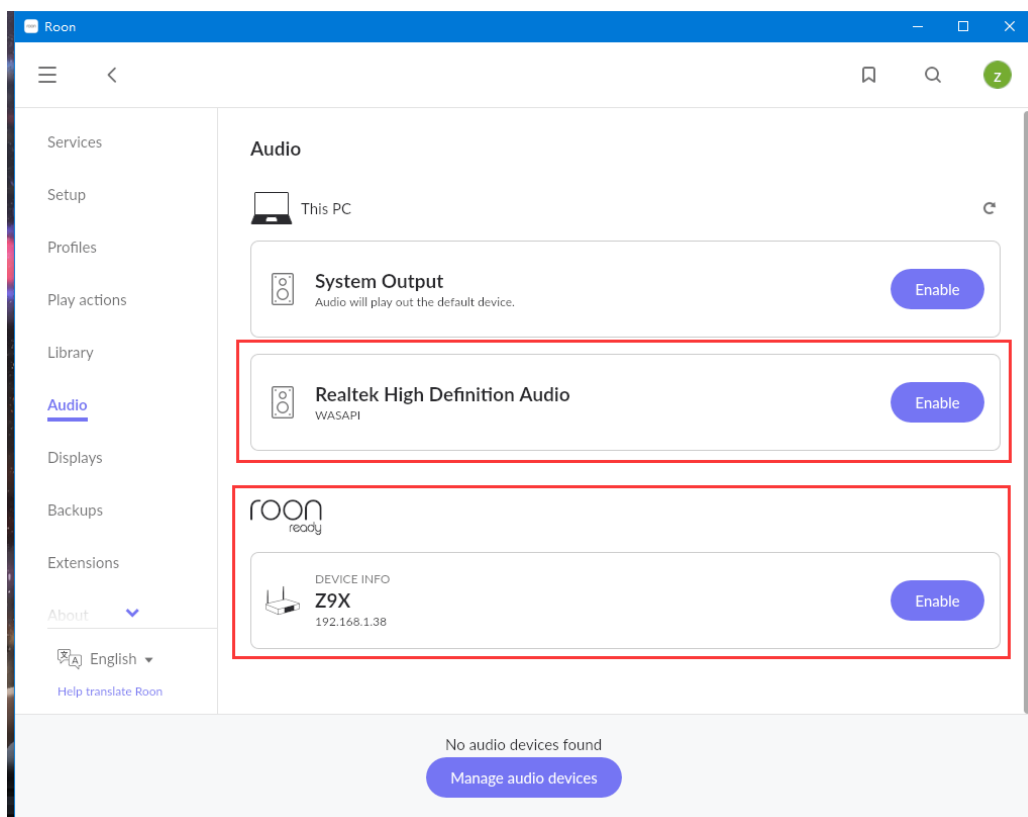 Roon
z
Services
Setup
Profiles
Play actions
Library
Audio
Displays
Backups
Extensions
About
English
Help translate Roon
Audio
This PC
System Output
Audio will play out the default device.
Enable
Realtek High Definition Audio
WASAPI
Enable
roon
ready
DEVICE INFO
Z9X
192.168.1.38
Enable
No audio devices found
Manage audio devices